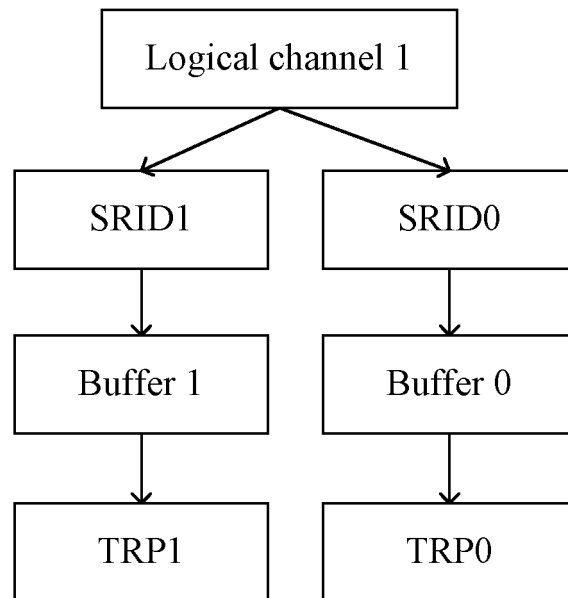 Logical channel 1
SRID1
SRID0
Buffer 1
Buffer 0
TRP1
TRP0